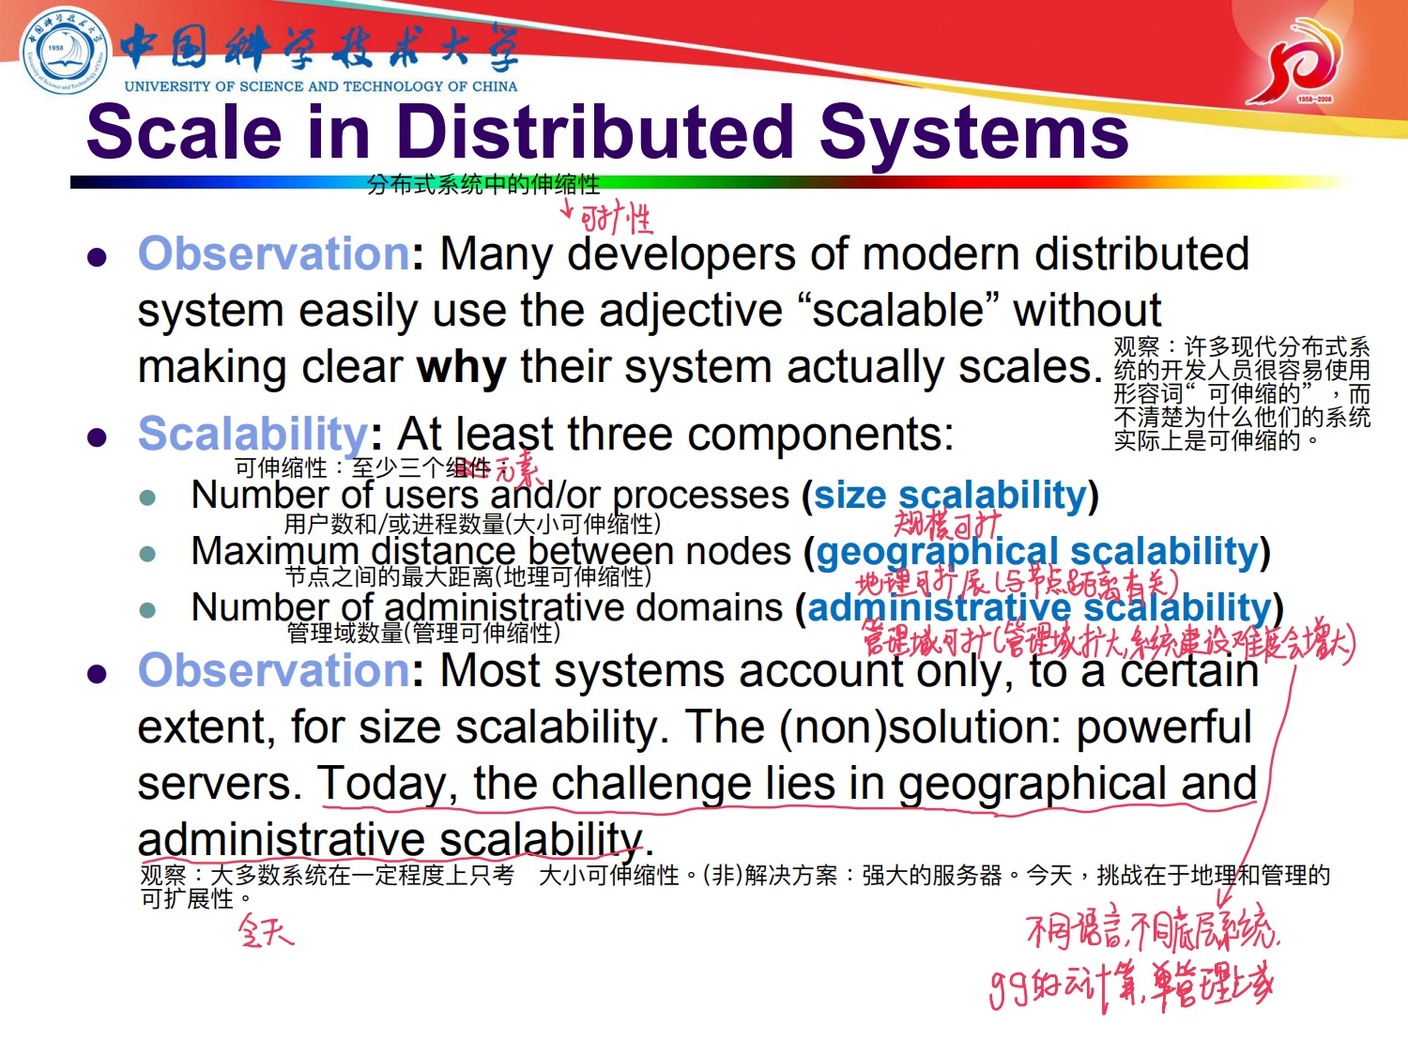 中国科学技术大学
UNIVERSITY OF SCIENCE AND TECHNOLOGY OF CHINA
1958—2008
Scale in Distributed Systems
分布式系统中的伸缩性
可扩性
Observation: Many developers of modern distributed
system easily use the adjective “scalable” without
making clear why their system actually scales.
观察：许多现代分布式系
统的开发人员很容易使用
形容词“可伸缩的”，而
不清楚为什么他们的系统
实际上是可伸缩的。
Scalability: At least three components:
可伸缩性：至少三个组件：
元素
Number of users and/or processes (size scalability)
用户数和/或进程数量(大小可伸缩性)
规模可扩
Maximum distance between nodes (geographical scalability)
节点之间的最大距离(地理可伸缩性)
地理可扩展(与节点距离有关)
Number of administrative domains (administrative scalability)
管理域数量(管理可伸缩性)
管理域可扩(管理域扩大,系统建设难度会增大)
Observation: Most systems account only, to a certain
extent, for size scalability. The (non)solution: powerful
servers. Today, the challenge lies in geographical and
administrative scalability.
观察：大多数系统在一定程度上只考 大小可伸缩性。(非)解决方案：强大的服务器。今天，挑战在于地理和管理的
可扩展性。
不同语言,不同底层系统,
gg的云计算,单管理域